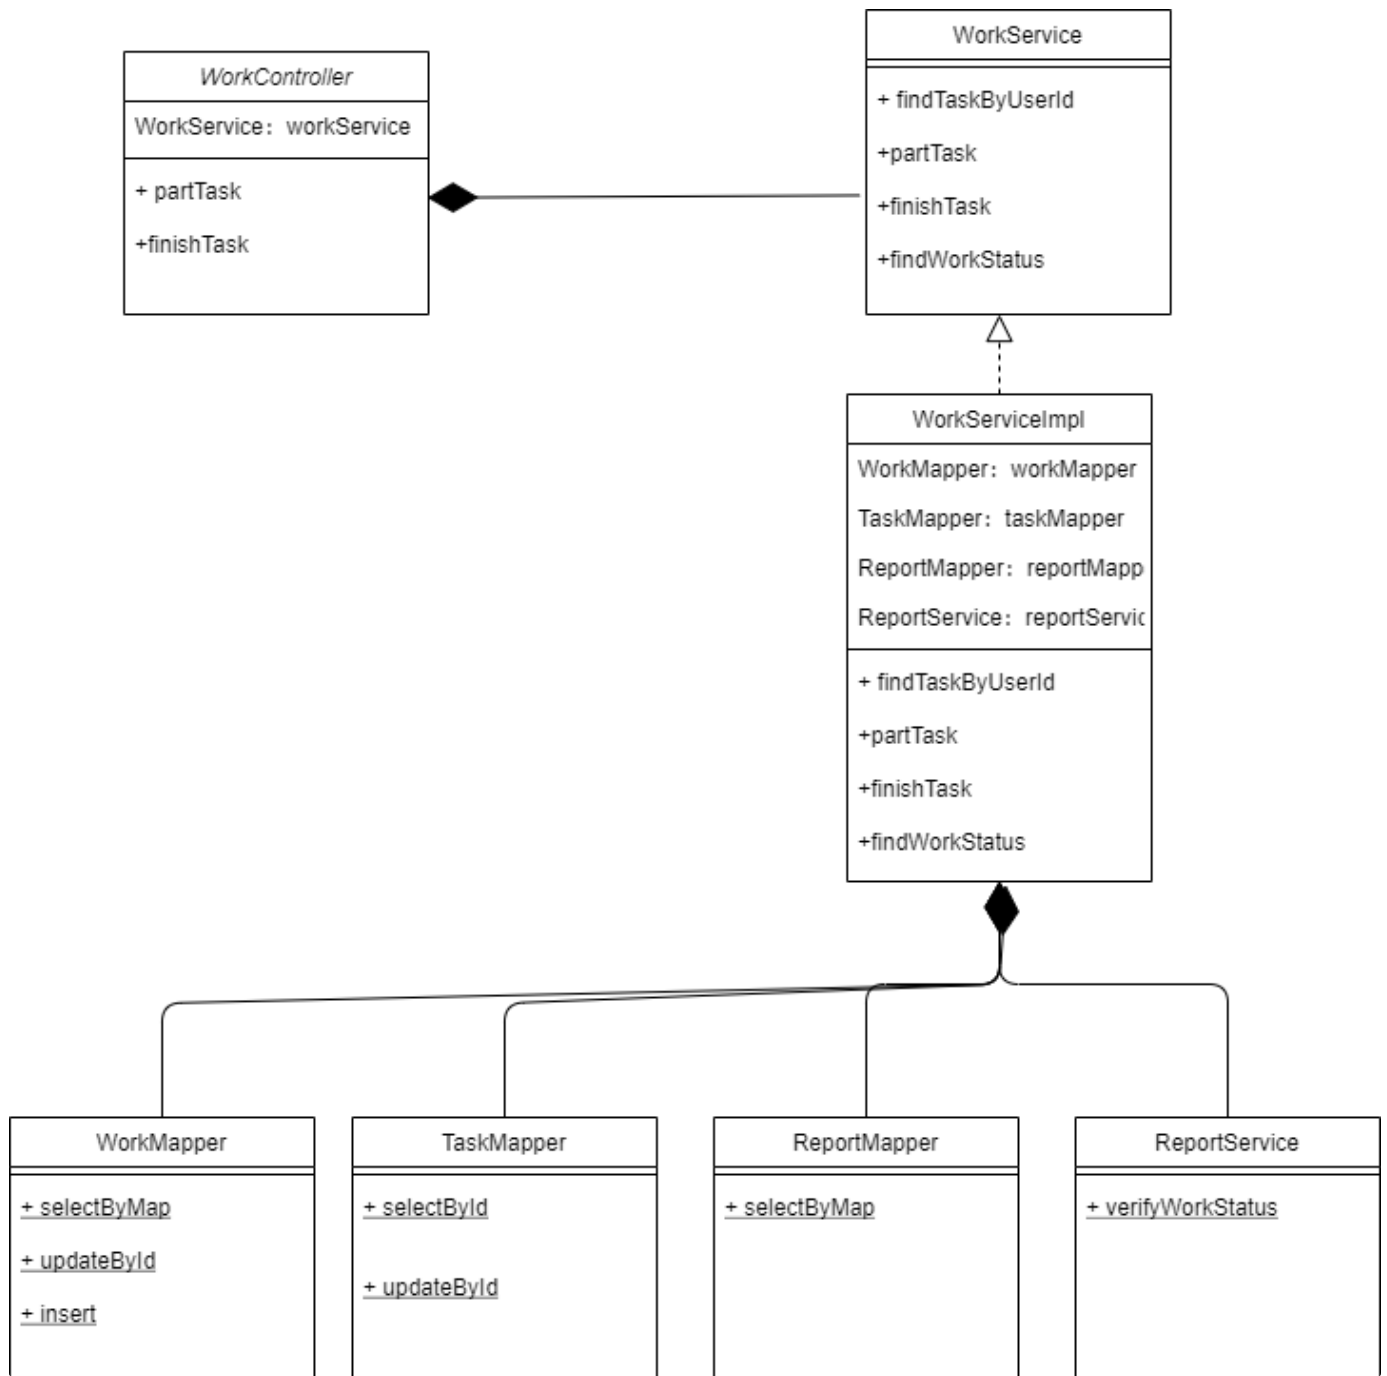 WorkController
WorkService：workService
+ partTask
+finishTask
WorkService
+ findTaskByUserId
+partTask
+finishTask
+findWorkStatus
WorkServiceImpl
WorkMapper：workMapper
TaskMapper：taskMapper
ReportMapper：reportMapp
ReportService：reportServic
+ findTaskByUserId
+partTask
+finishTask
+findWorkStatus
WorkMapper
+ selectByMap
+ updateById
+ insert
TaskMapper
+ selectById
+ updateById
ReportMapper
+ selectByMap
ReportService
+ verifyWorkStatus